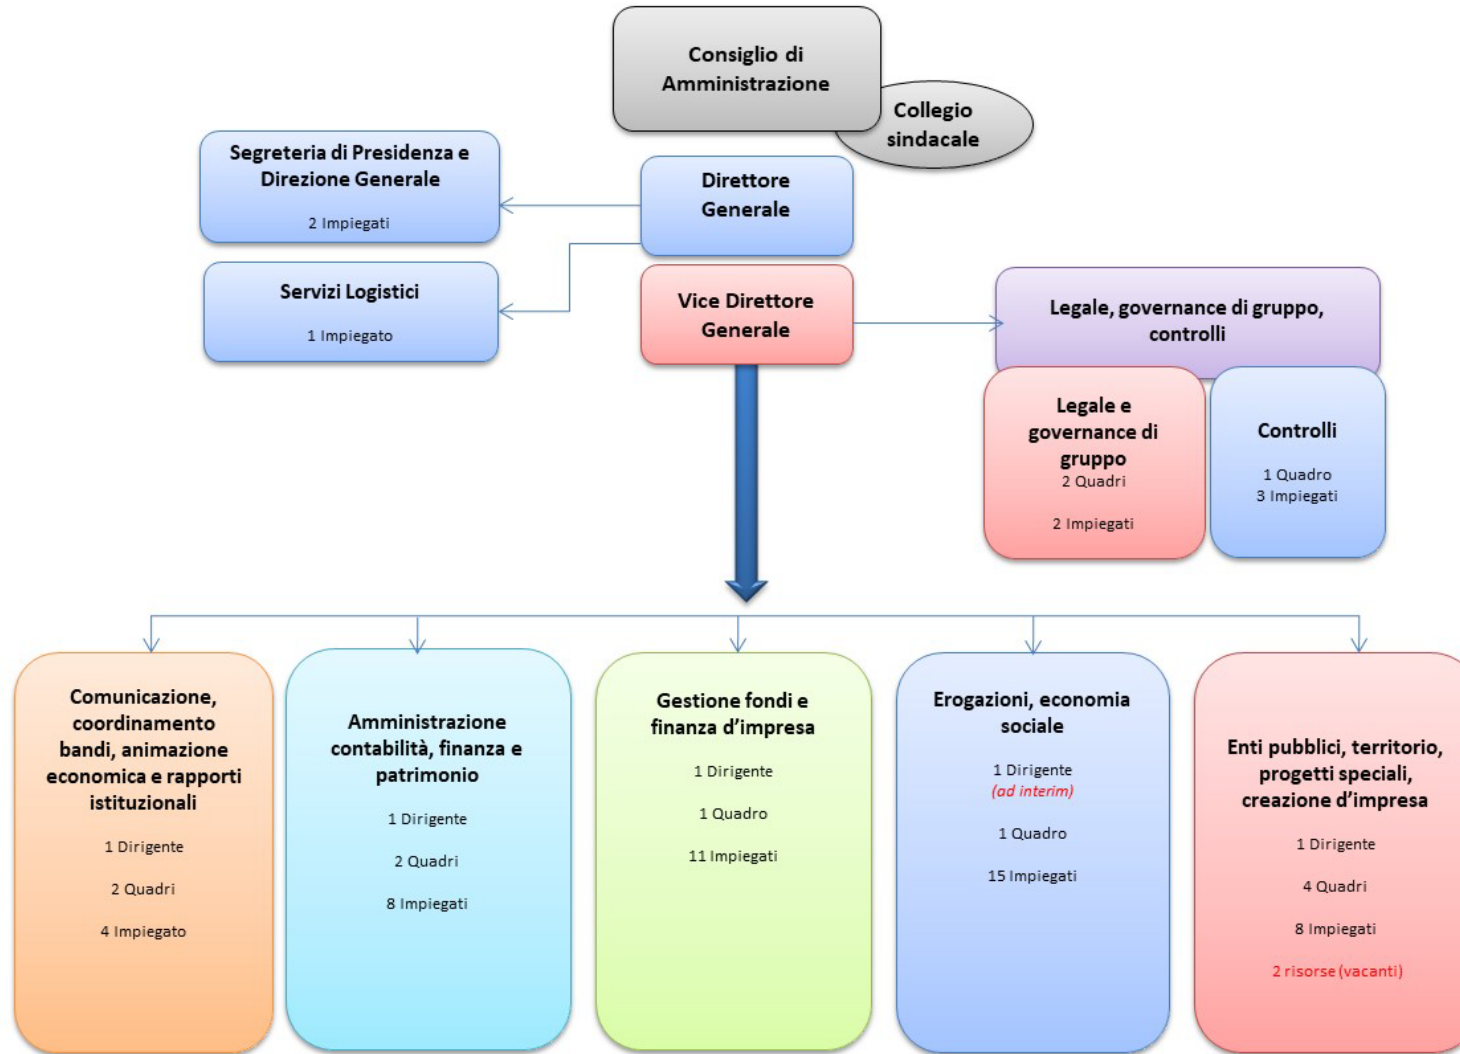 Consiglio di
Amministrazione
Collegio
sindacale
Segreteria di Presidenza e
Direzione Generale
2 Impiegati
Direttore
Generale
Servizi Logistici
1 Impiegato
Vice Direttore
Generale
Legale, governance di gruppo,
controlli
Legale e
governance di
gruppo
2 Quadri
2 Impiegati
Controlli
1 Quadro
3 Impiegati
Comunicazione,
coordinamento
bandi, animazione
economica e rapporti
istituzionali
1 Dirigente
2 Quadri
4 Impiegato
Amministrazione
contabilità, finanza e
patrimonio
1 Dirigente
2 Quadri
8 Impiegati
Gestione fondi e
finanza d’impresa
1 Dirigente
1 Quadro
11 Impiegati
Erogazioni, economia
sociale
1 Dirigente
(ad interim)
1 Quadro
15 Impiegati
Enti pubblici, territorio,
progetti speciali,
creazione d’impresa
1 Dirigente
4 Quadri
8 Impiegati
2 risorse (vacanti)